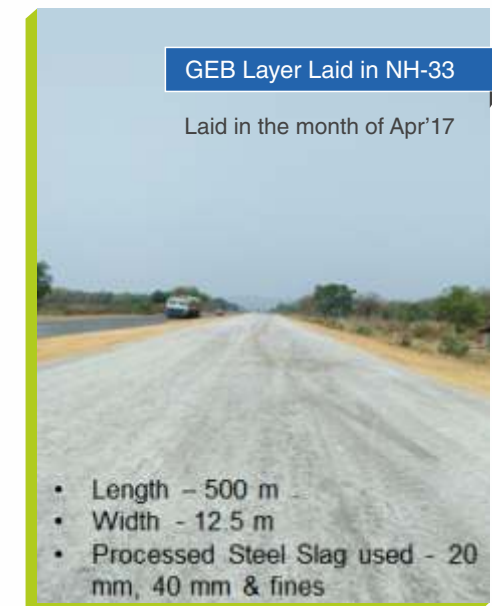 GEB Layer Laid in NH-33
Laid in the month of Apr’17
• Length – 500 m
• Width - 12.5 m
• Processed Steel Slag used - 20
mm, 40 mm & fines